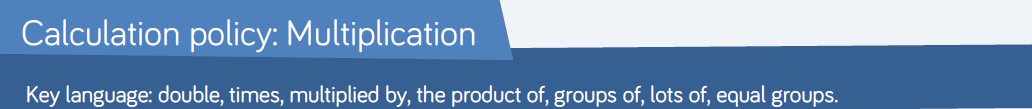 Calculation policy: Multiplication
Key language: double, times, multiplied by, the product of, groups of, lots of, equal groups.